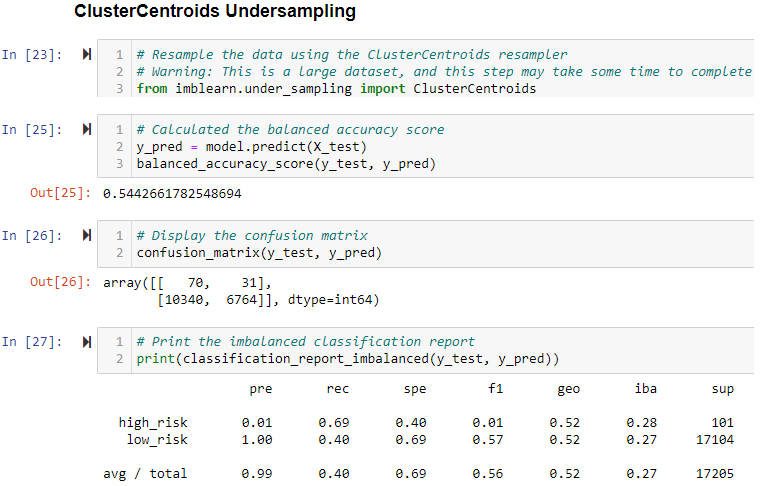 ClusterCentroids Undersampling
In [23]: 1 # Resample the data using the ClusterCentroids resampler
2 # Warning: This is a large dataset, and this step may take some time to complete
3 from imblearn.under_sampling import ClusterCentroids
In [25]: 1 # Calculated the balanced accuracy score
2 y_pred = model.predict(X_test)
3 balanced_accuracy_score(y_test, y_pred)
Out[25]: 0.5442661782548694
In [26]: 1 # Display the confusion matrix
2 confusion_matrix(y_test, y_pred)
Out[26]: array([[   70,    31],
       [10340,  6764]], dtype=int64)
In [27]: 1 # Print the imbalanced classification report
2 print(classification_report_imbalanced(y_test, y_pred))
pre rec spe f1 geo iba sup
high_risk 0.01 0.69 0.40 0.01 0.52 0.28 101
low_risk 1.00 0.40 0.69 0.57 0.52 0.27 17104
avg / total 0.99 0.40 0.69 0.56 0.52 0.27 17205